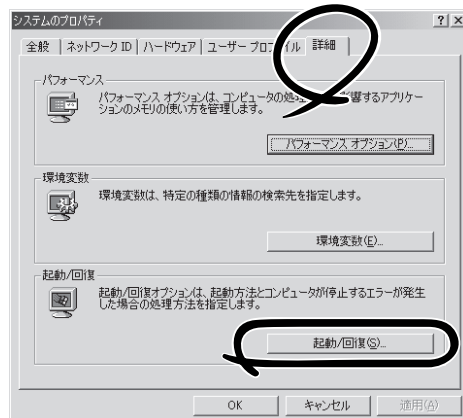 システムのプロパティ
全般 ネットワーク ID ハードウェア ユーザー プロファイル 詳細
パフォーマンス
パフォーマンス オプションは、コンピュータの処理 響するアプリケー
ションのメモリの使い方を管理します。
パフォーマンス オプション(P)...
環境変数
環境変数は、特定の種類の情報の検索先を指定します。
環境変数(E)...
起動/回復
起動/回復オプションは、起動方法とコンピュータが停止するエラーが発生
した場合の処理方法を指定します。
起動/回復(S)...
OK キャンセル 適用(A)